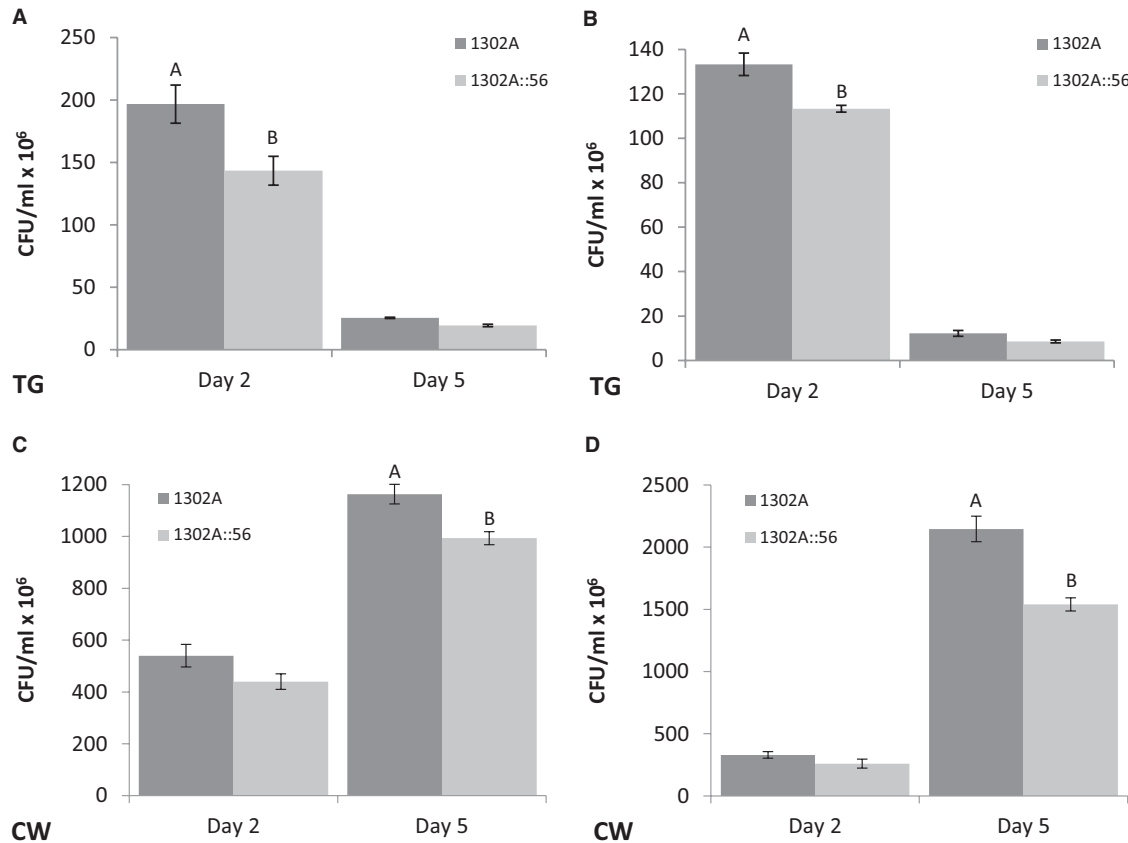 A
CFU/ml x 10⁶
250
200
150
100
50
0
A
B
1302A
1302A::56
Day 2
Day 5
TG
B
CFU/ml x 10⁶
140
120
100
80
60
40
20
0
A
B
1302A
1302A::56
Day 2
Day 5
TG
C
CFU/ml x 10⁶
1200
1000
800
600
400
200
0
1302A
1302A::56
A
B
Day 2
Day 5
CW
D
CFU/ml x 10⁶
2500
2000
1500
1000
500
0
1302A
1302A::56
A
B
Day 2
Day 5
CW